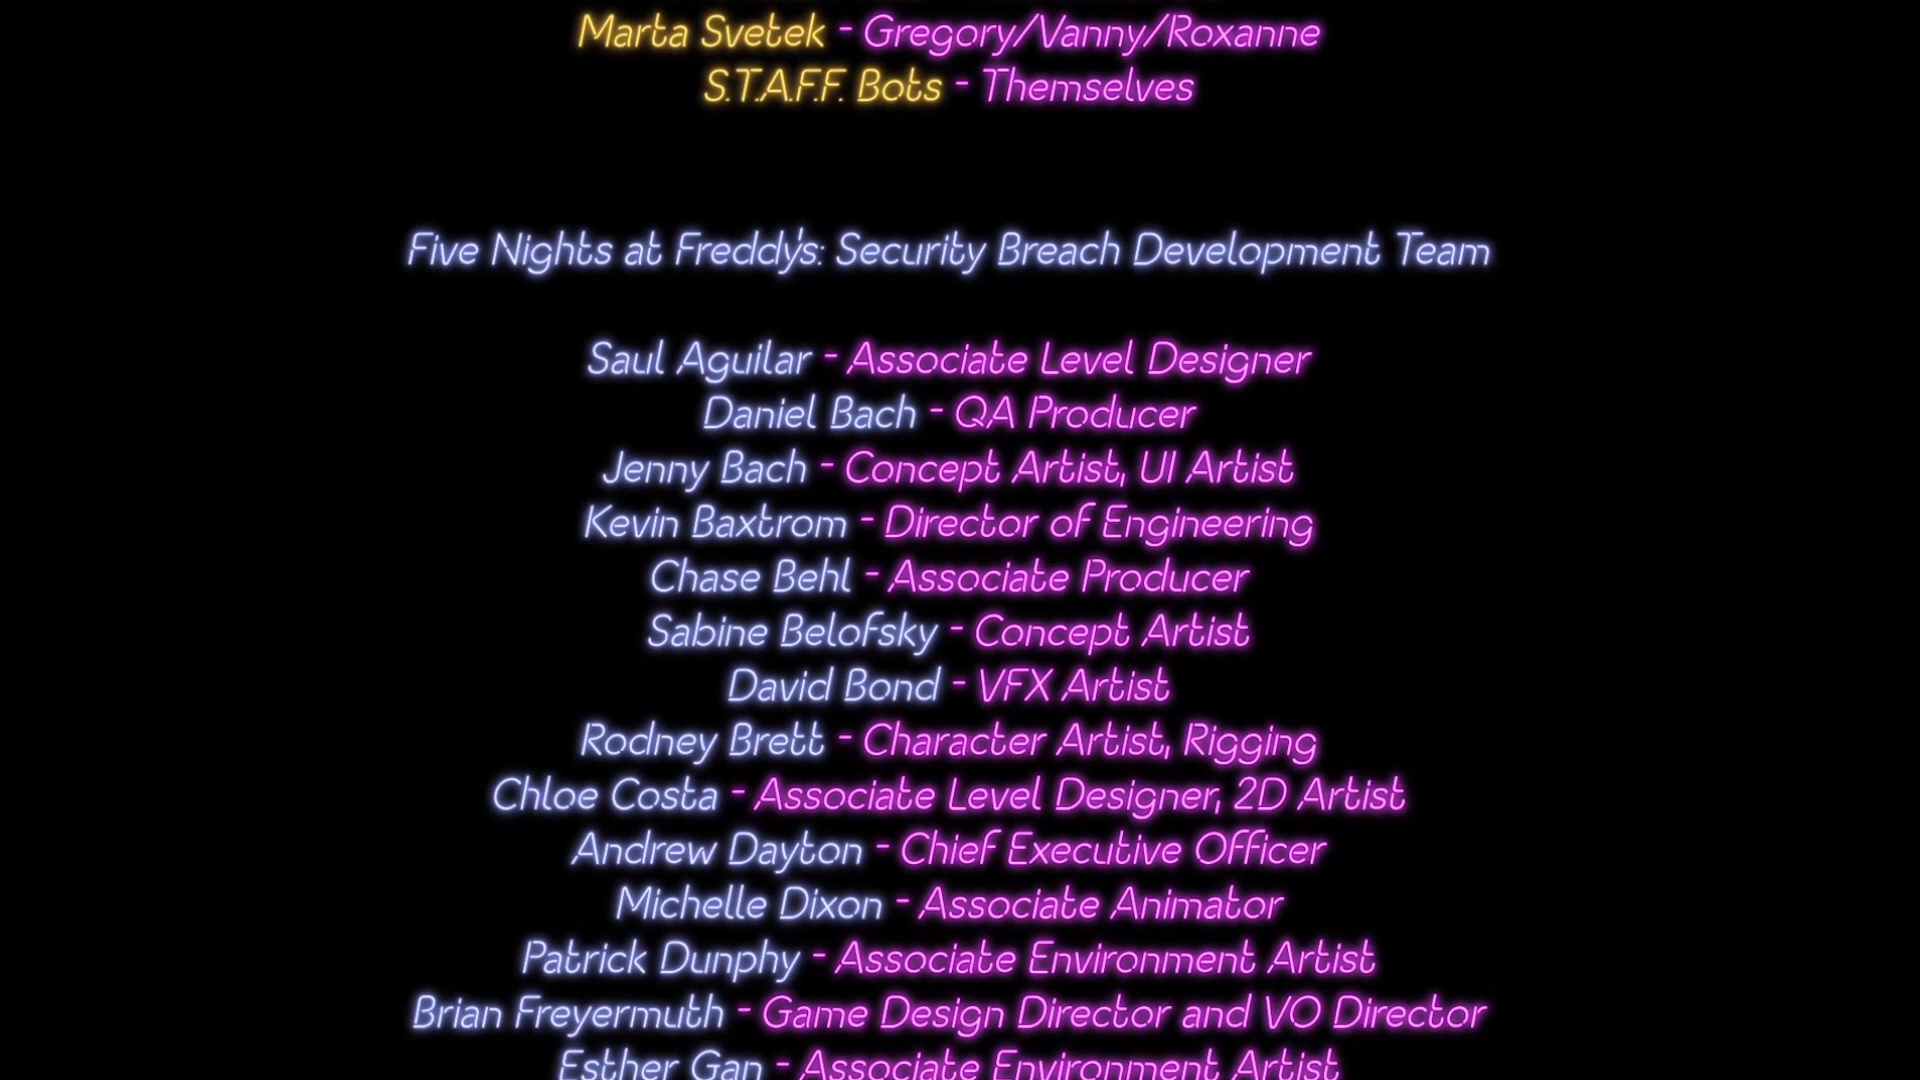 Marta Svetek - Gregory/Vanny/Roxanne
S.T.A.F.F. Bots - Themselves
Five Nights at Freddy's: Security Breach Development Team
Saul Aguilar - Associate Level Designer
Daniel Bach - QA Producer
Jenny Bach - Concept Artist, UI Artist
Kevin Baxtrom - Director of Engineering
Chase Behl - Associate Producer
Sabine Belofsky - Concept Artist
David Bond - VFX Artist
Rodney Brett - Character Artist, Rigging
Chloe Costa - Associate Level Designer, 2D Artist
Andrew Dayton - Chief Executive Officer
Michelle Dixon - Associate Animator
Patrick Dunphy - Associate Environment Artist
Brian Freyermuth - Game Design Director and VO Director
Esther Gan - Associate Environment Artist